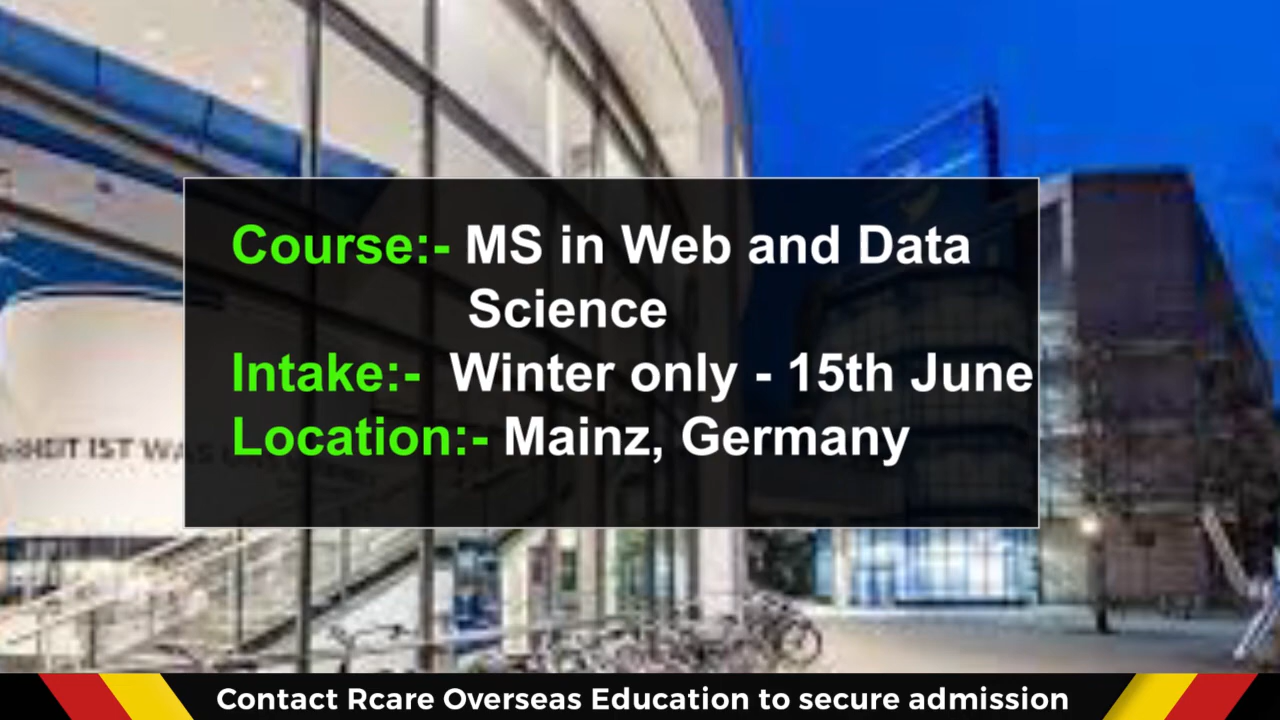 Course:- MS in Web and Data
Science
Intake:- Winter only - 15th June
Location:- Mainz, Germany
IST
Contact Rcare Overseas Education to secure admission